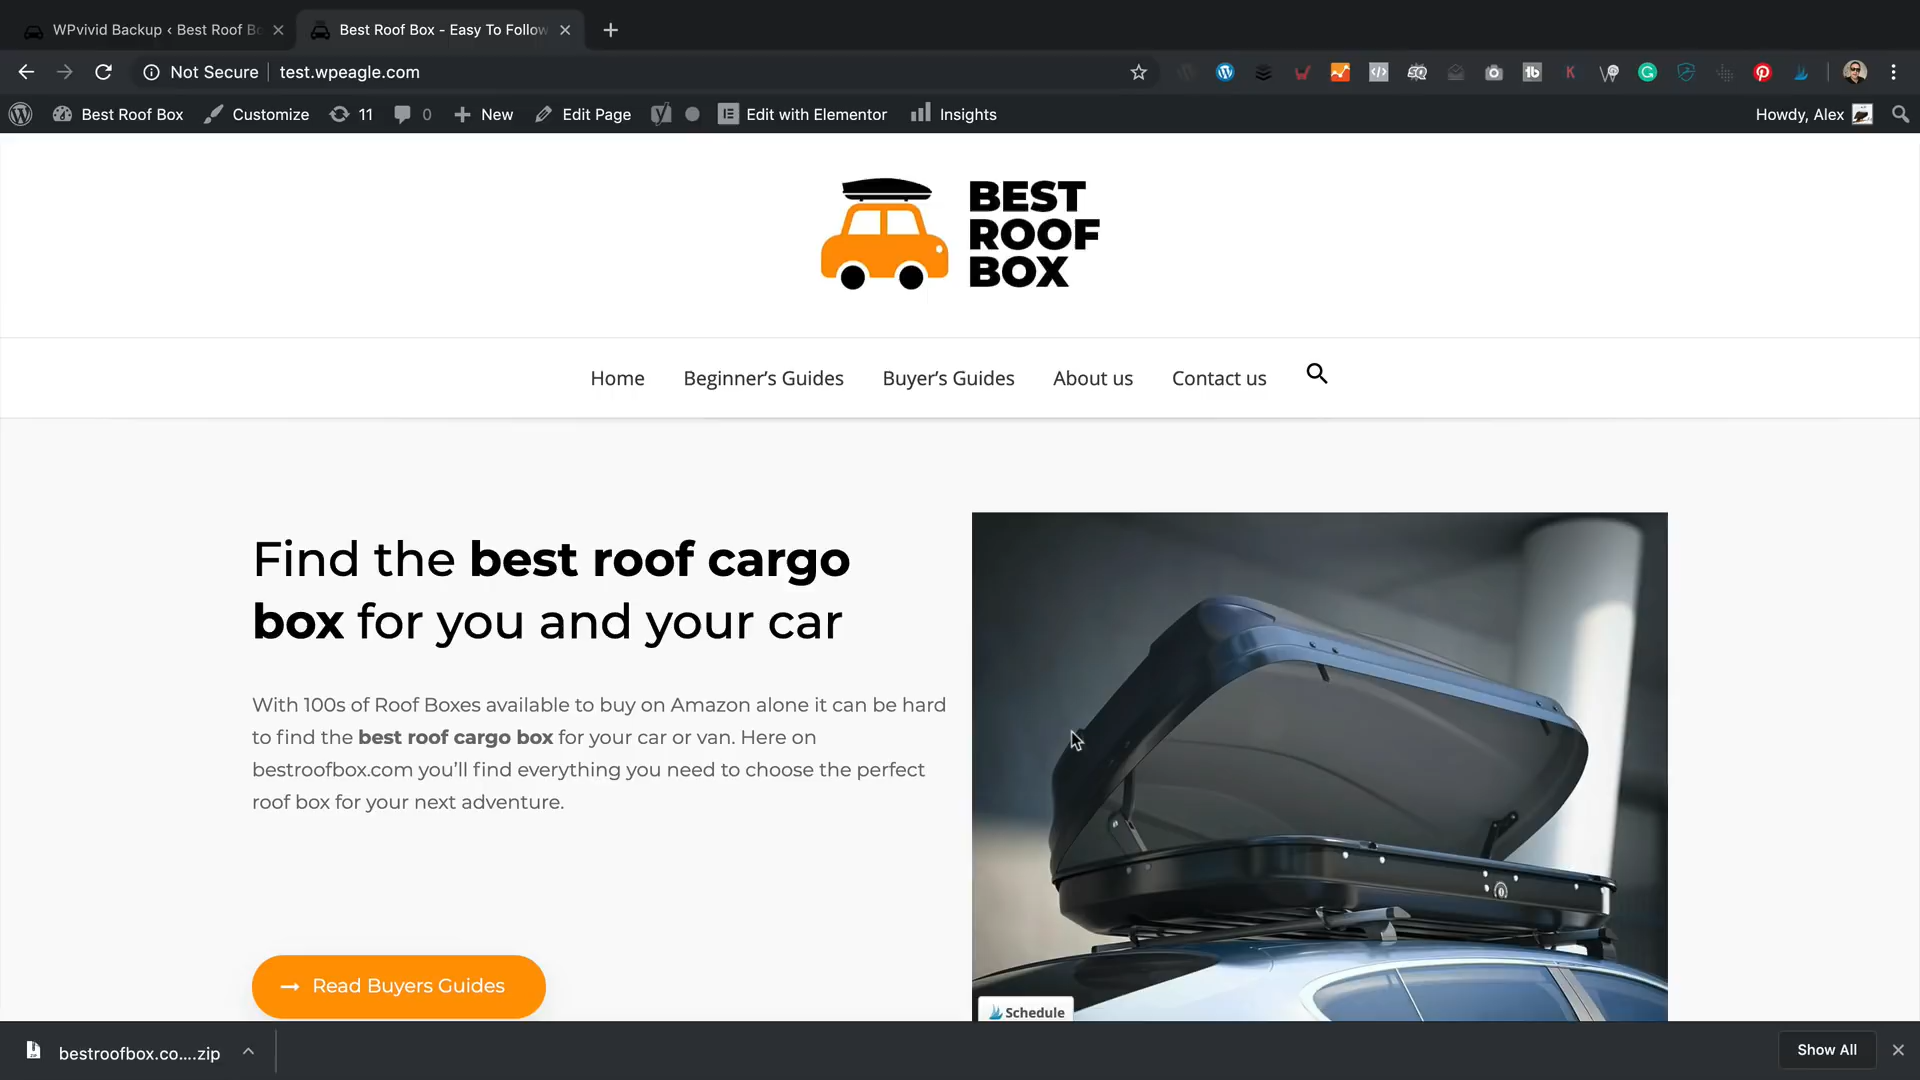 WPvivid Backup ‹ Best Roof B
Best Roof Box - Easy To Follow
Not Secure
test.wpeagle.com
Best Roof Box
Customize
11
0
New
Edit Page
Edit with Elementor
Insights
Howdy, Alex
BEST
ROOF
BOX
Home
Beginner’s Guides
Buyer’s Guides
About us
Contact us
Find the best roof cargo
box for you and your car
With 100s of Roof Boxes available to buy on Amazon alone it can be hard
to find the best roof cargo box for your car or van. Here on
bestroofbox.com you’ll find everything you need to choose the perfect
roof box for your next adventure.
→ Read Buyers Guides
Schedule
bestroofbox.co....zip
Show All